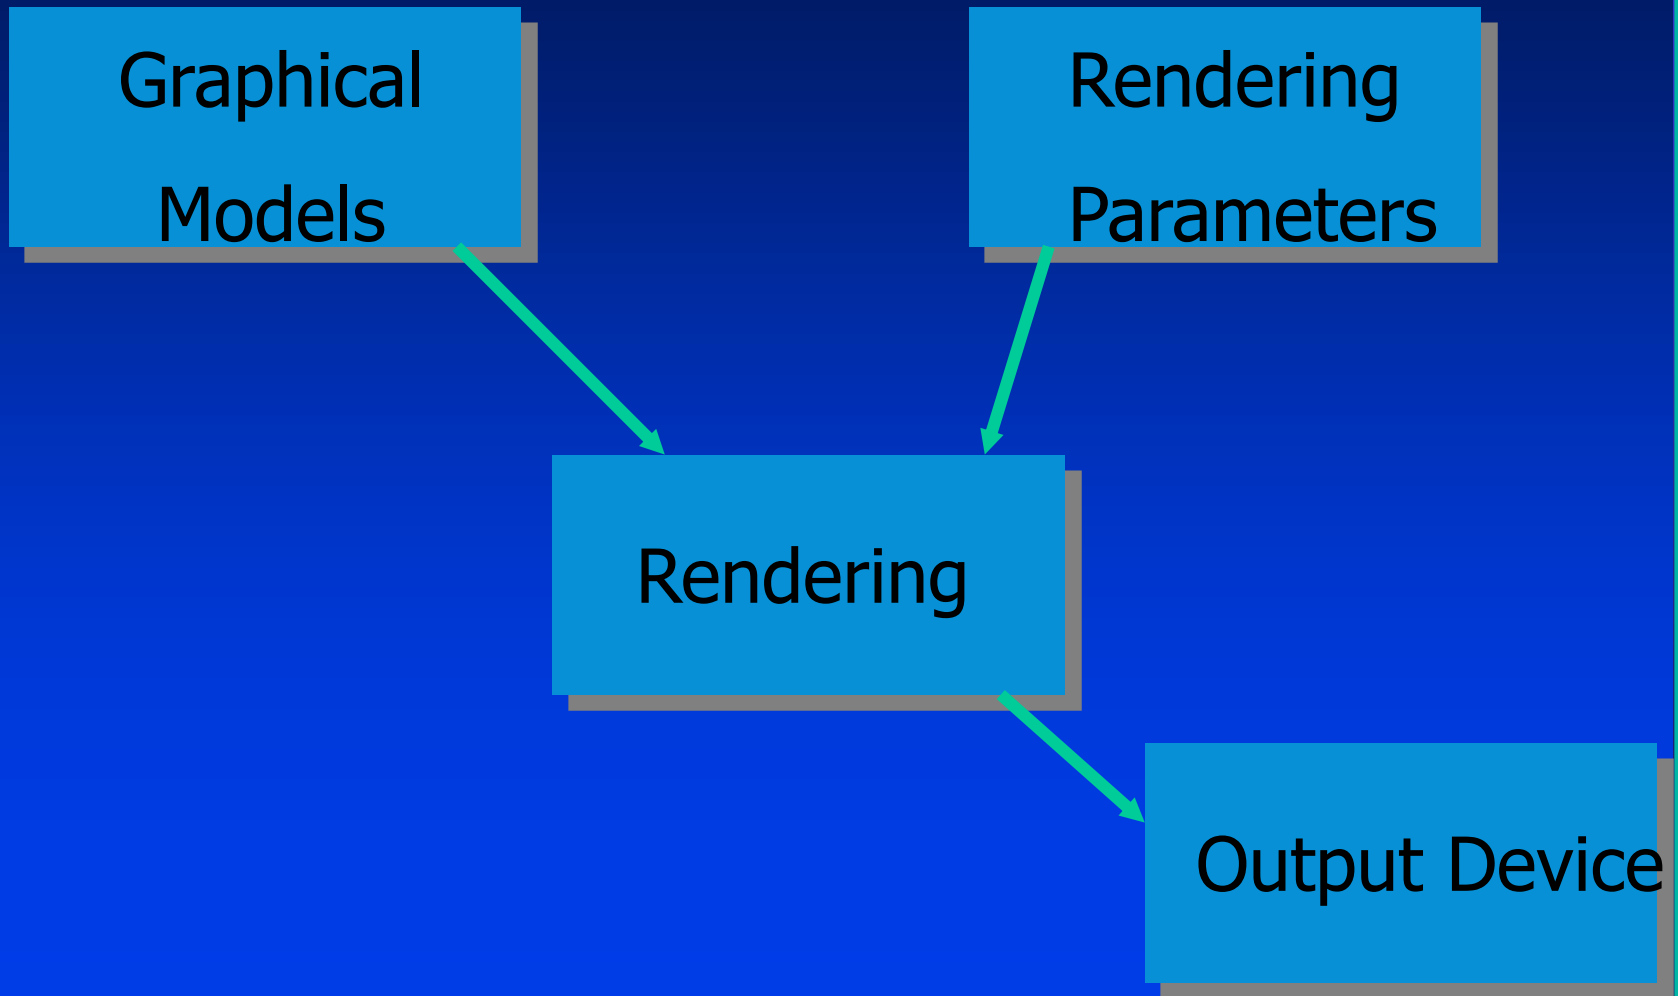 Graphical
Models
Rendering
Parameters
Rendering
Output Device